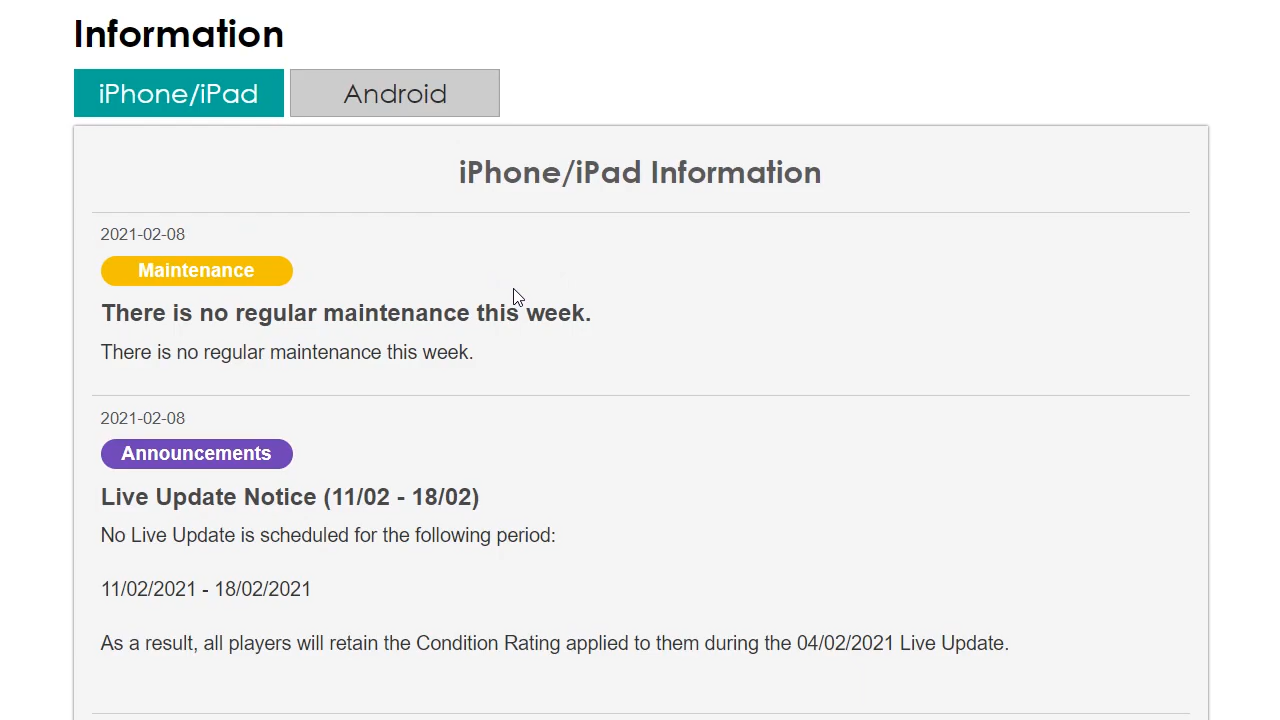 Information
iPhone/iPad
Android
iPhone/iPad Information
2021-02-08
Maintenance
There is no regular maintenance this week.
There is no regular maintenance this week.
2021-02-08
Announcements
Live Update Notice (11/02 - 18/02)
No Live Update is scheduled for the following period:
11/02/2021 - 18/02/2021
As a result, all players will retain the Condition Rating applied to them during the 04/02/2021 Live Update.